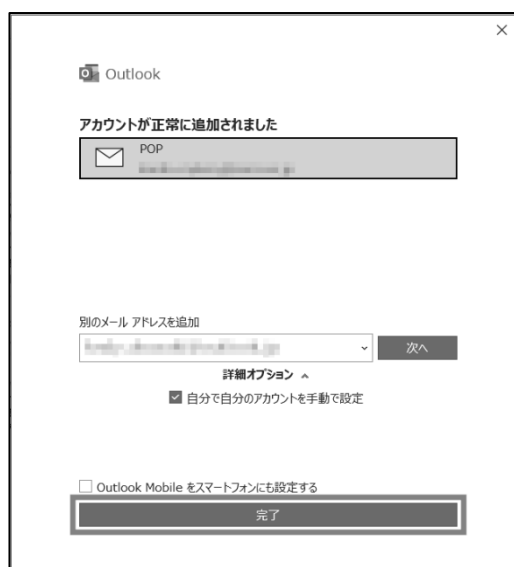 Outlook
アカウントが正常に追加されました
POP
別のメール アドレスを追加
次へ
詳細オプション
自分で自分のアカウントを手動で設定
Outlook Mobile をスマートフォンにも設定する
完了